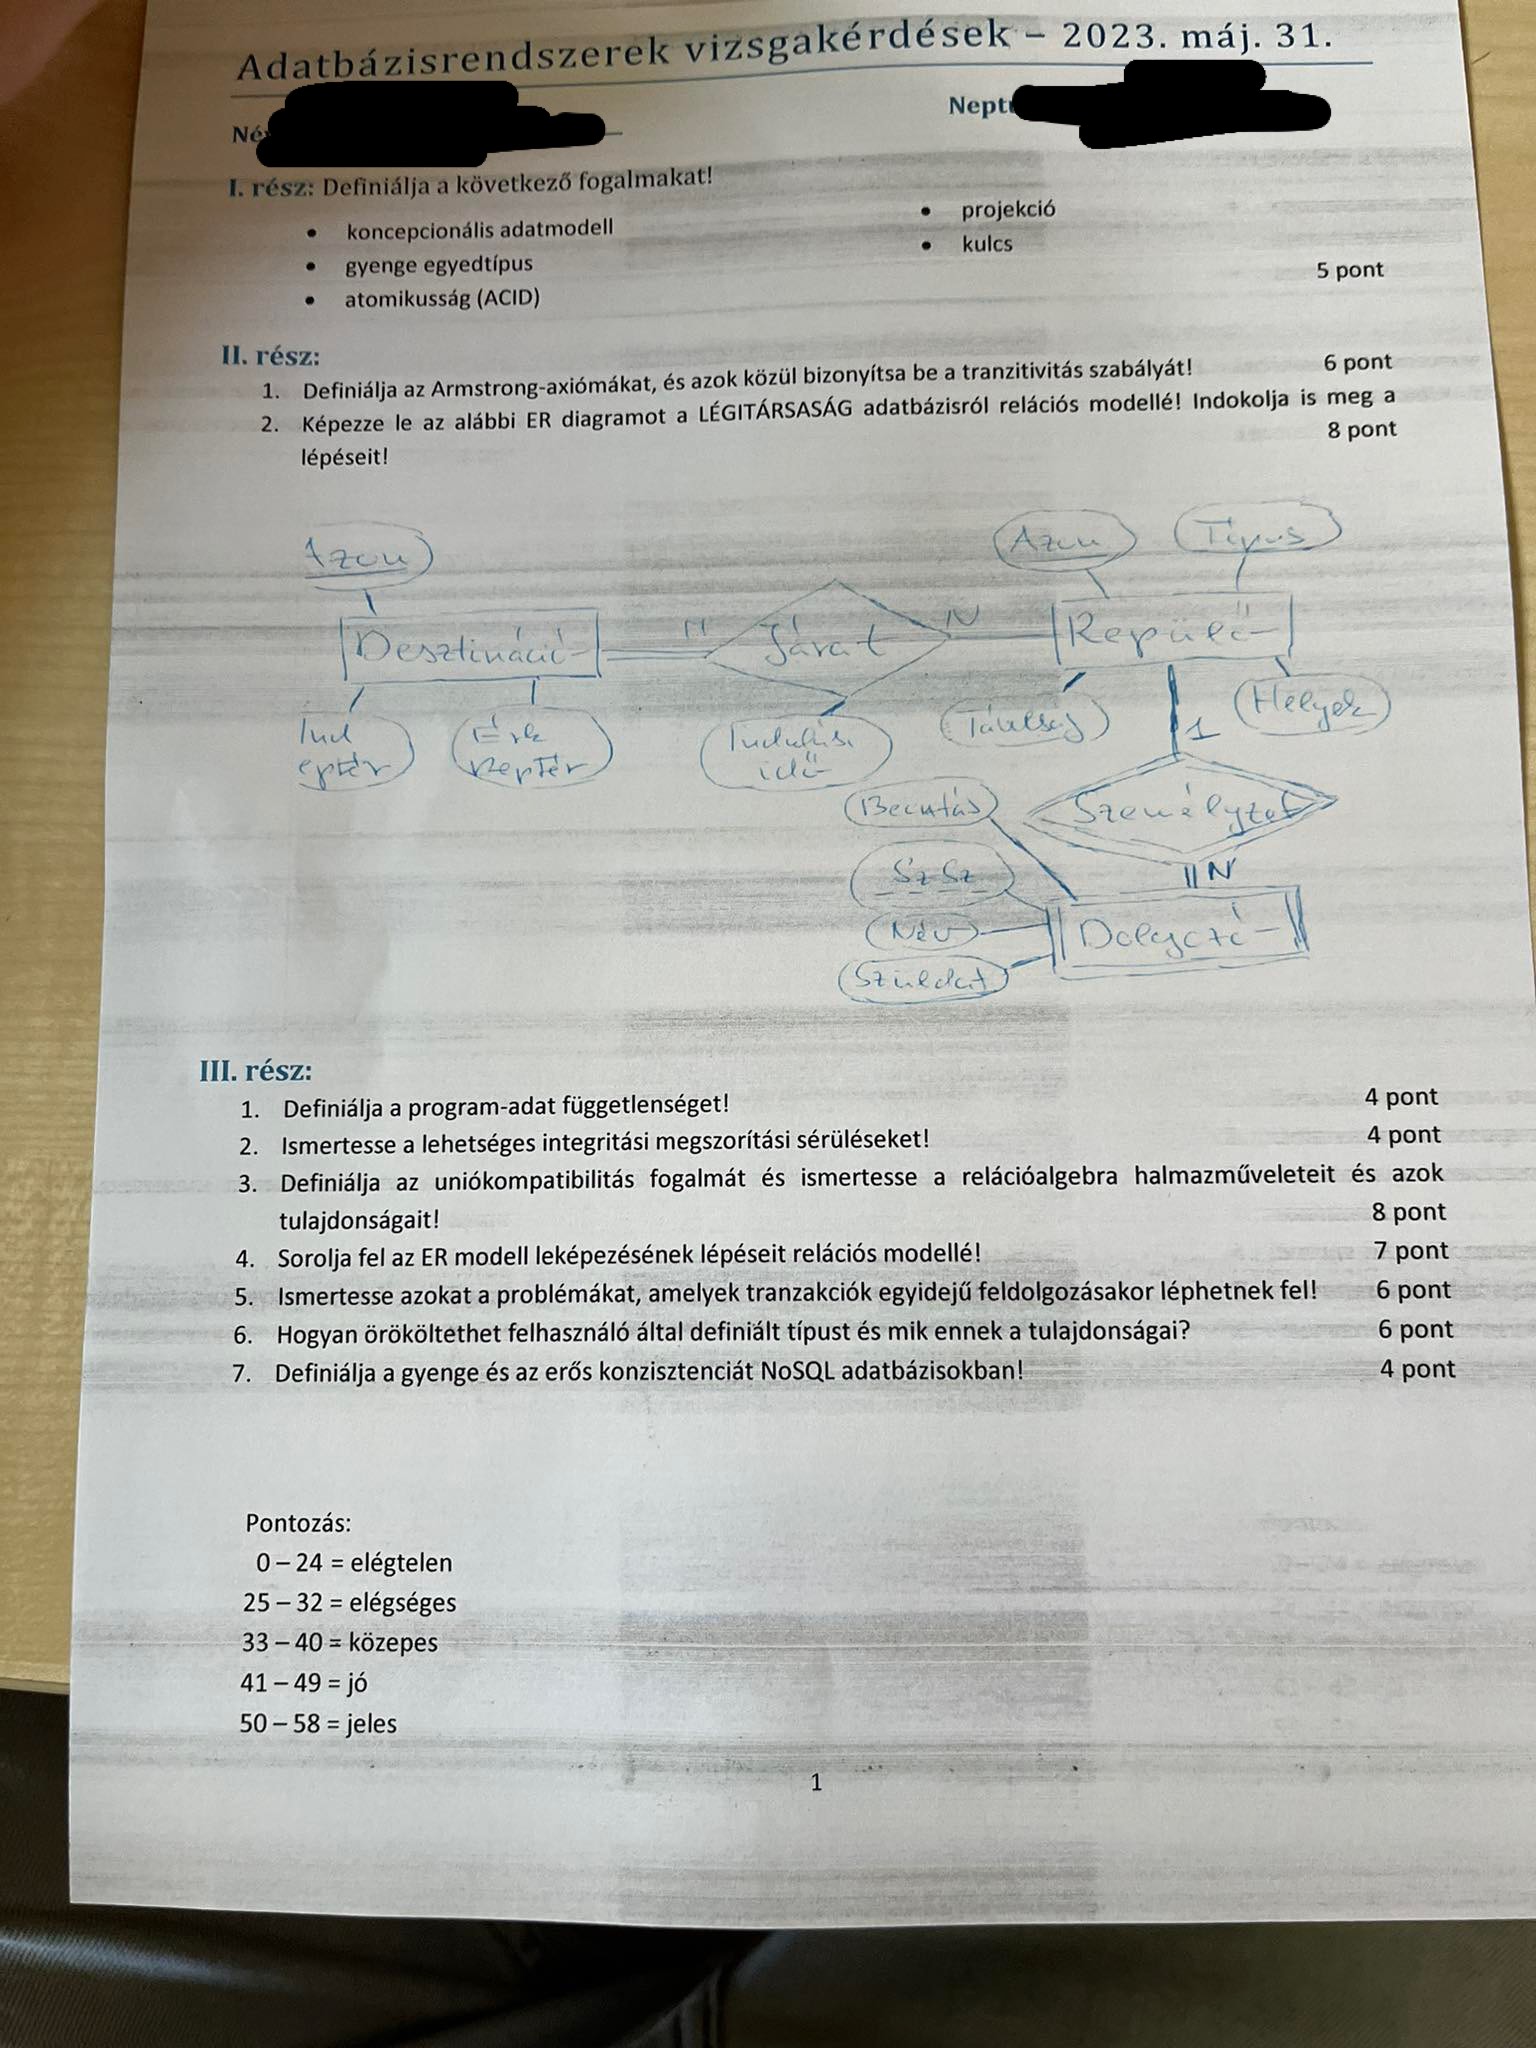 Adatbázisrendszerek vizsgakérdések – 2023. máj. 31.
I. rész: Definiálja a következő fogalmakat!
• koncepcionális adatmodell
• gyenge egyedtípus
• atomikusság (ACID)
• projekció
• kulcs
5 pont
II. rész:
1. Definiálja az Armstrong-axiómákat, és azok közül bizonyítsa be a tranzitivitás szabályát! 6 pont
2. Képezze le az alábbi ER diagramot a LÉGITÁRSASÁG adatbázisról relációs modellé! Indokolja is meg a
lépéseit! 8 pont
Azon
Azon
Típus
Desztináció
Járat
N
Repülő
Ind
Érk
Reptér
Indulási
idő
Távolság
1
Helyek
Beosztás
Személyzet
SzSz
N
Név
Dolgozó
Szüldat
III. rész:
1. Definiálja a program-adat függetlenséget! 4 pont
2. Ismertesse a lehetséges integritási megszorítási sérüléseket! 4 pont
3. Definiálja az uniókompatibilitás fogalmát és ismertesse a relációalgebra halmazműveleteit és azok
tulajdonságait! 8 pont
4. Sorolja fel az ER modell leképezésének lépéseit relációs modellé! 7 pont
5. Ismertesse azokat a problémákat, amelyek tranzakciók egyidejű feldolgozásakor léphetnek fel! 6 pont
6. Hogyan örököltethet felhasználó által definiált típust és mik ennek a tulajdonságai? 6 pont
7. Definiálja a gyenge és az erős konzisztenciát NoSQL adatbázisokban! 4 pont
Pontozás:
0 – 24 = elégtelen
25 – 32 = elégséges
33 – 40 = közepes
41 – 49 = jó
50 – 58 = jeles
1